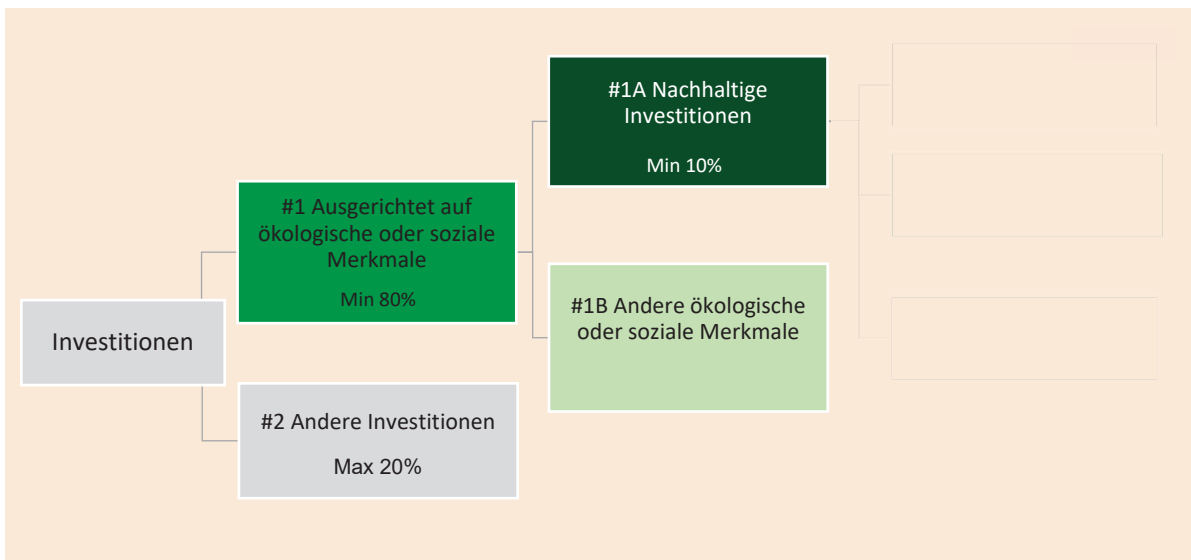 #1A Nachhaltige
Investitionen
Min 10%
#1 Ausgerichtet auf
ökologische oder soziale
Merkmale
Min 80%
#1B Andere ökologische
oder soziale Merkmale
Investitionen
#2 Andere Investitionen
Max 20%